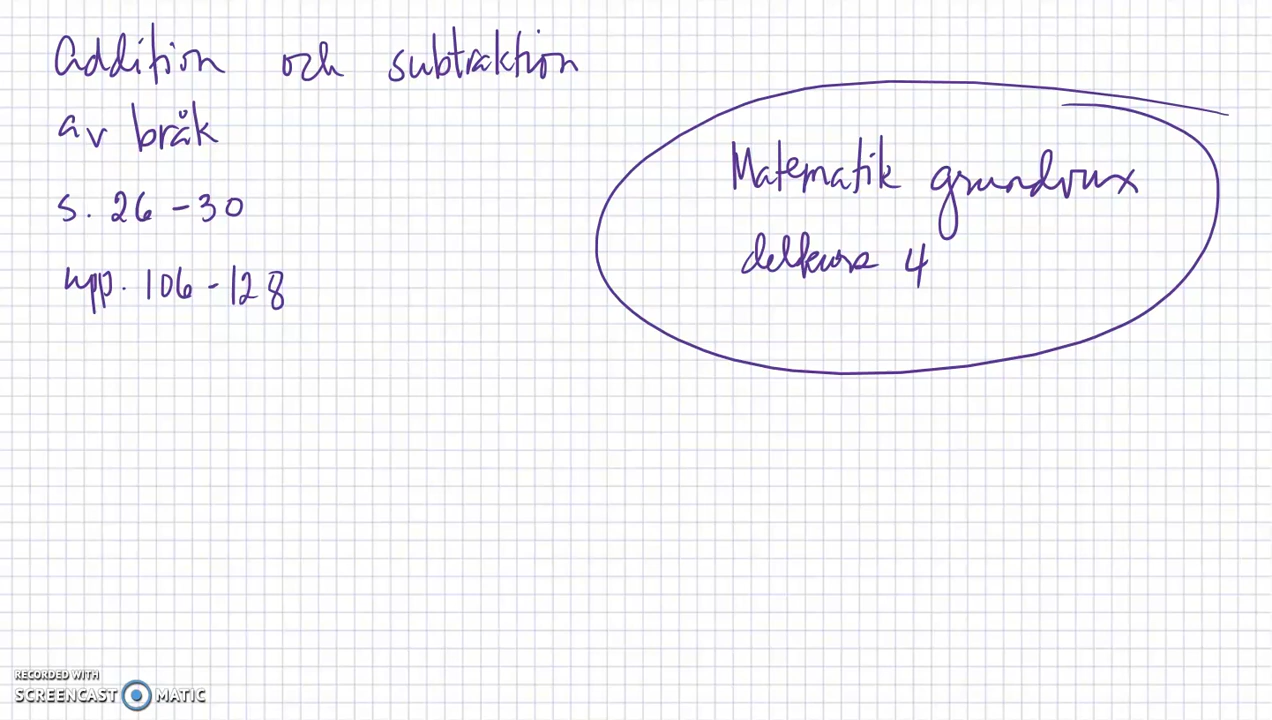 Addition och subtraktion
av bråk
s. 26-30
upp. 106-128
Matematik grundvux
delkurs 4
RECORDED WITH
SCREENCAST MATIC